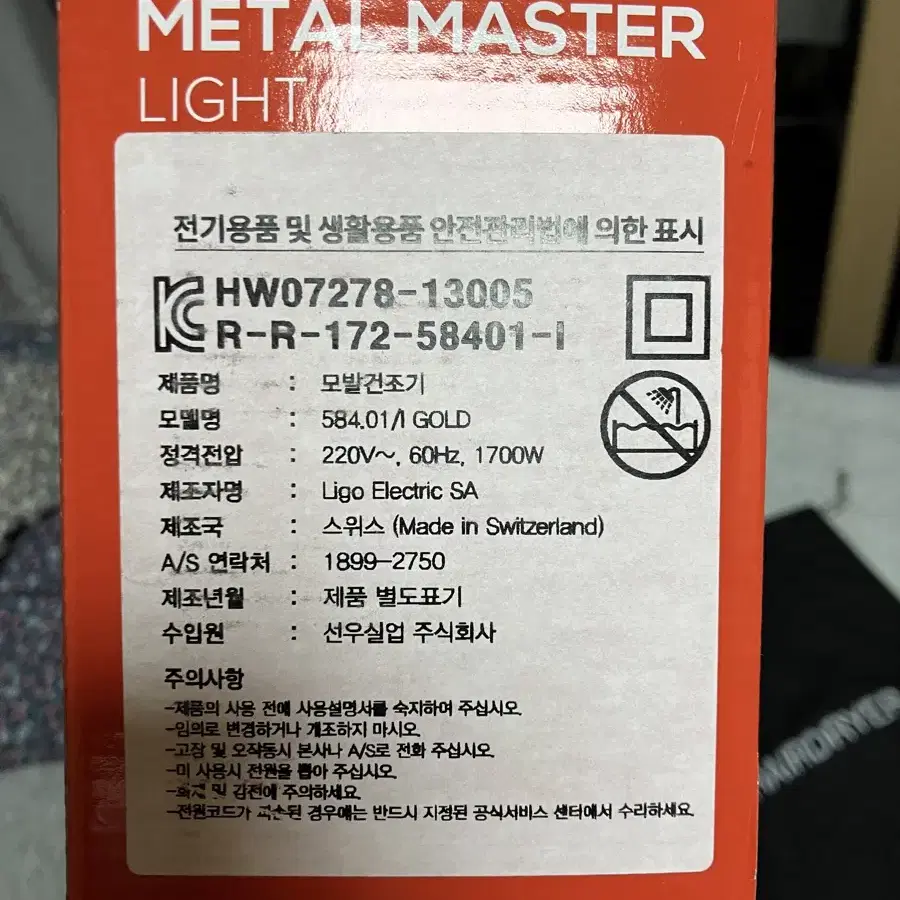 METAL MASTER
LIGHT
전기용품 및 생활용품 안전관리법에 의한 표시
HW07278-13005
R-R-172-58401-I
제품명 : 모발건조기
모델명 : 584.01/I GOLD
정격전압 : 220V~, 60Hz, 1700W
제조자명 : Ligo Electric SA
제조국 : 스위스 (Made in Switzerland)
A/S 연락처 : 1899-2750
제조년월 : 제품 별도표기
수입원 : 선우실업 주식회사
주의사항
-제품의 사용 전에 사용설명서를 숙지하여 주십시오.
-임의로 변경하거나 개조하지 마시오.
-고장 및 오작동시 본사나 A/S로 전화 주십시오.
-미 사용시 전원을 뽑아 주십시오.
-화재 및 감전에 주의하세요.
-전원코드가 파손된 경우에는 반드시 지정된 공식서비스 센터에서 수리하세요.
HAIRDRYER